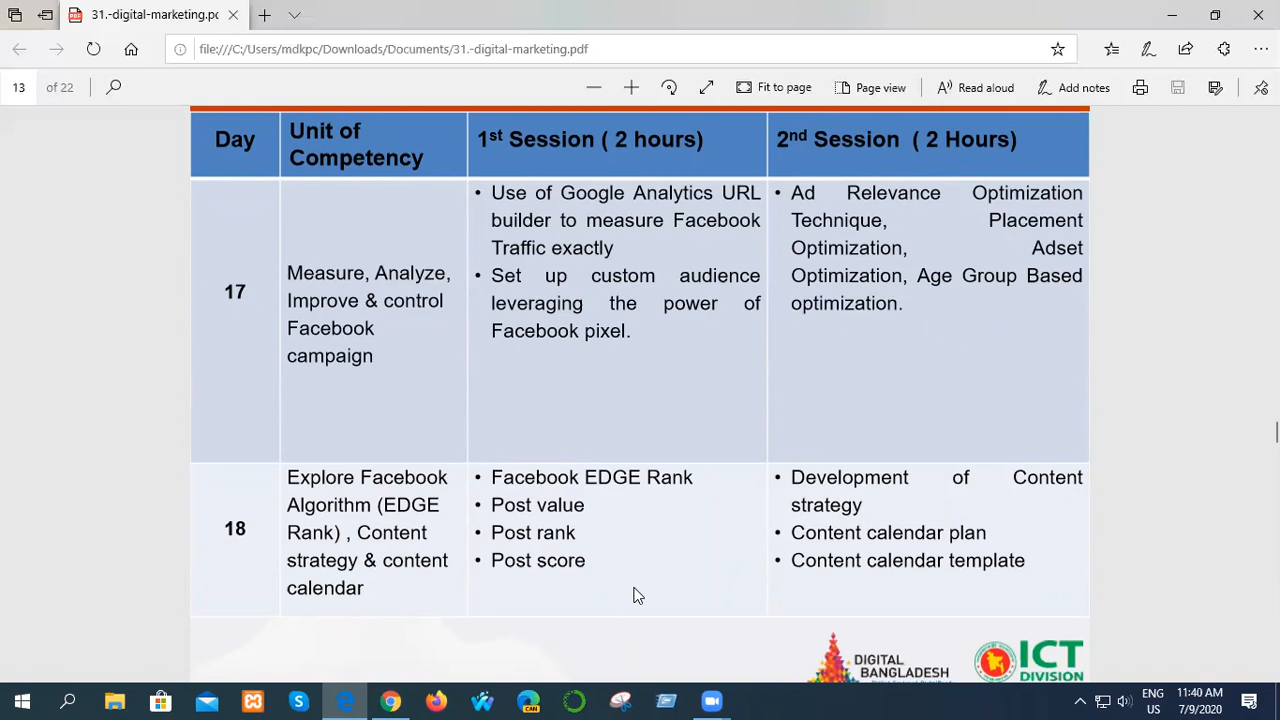 31.-digital-marketing.pc
file:///C:/Users/mdkpc/Downloads/Documents/31.-digital-marketing.pdf
13 of 22
Fit to page
Page view
Read aloud
Add notes
Day
Unit of
Competency
1st Session ( 2 hours)
2nd Session ( 2 Hours)
17
Measure, Analyze,
Improve & control
Facebook
campaign
• Use of Google Analytics URL
builder to measure Facebook
Traffic exactly
• Set up custom audience
leveraging the power of
Facebook pixel.
• Ad Relevance Optimization
Technique, Placement
Optimization, Adset
Optimization, Age Group Based
optimization.
18
Explore Facebook
Algorithm (EDGE
Rank) , Content
strategy & content
calendar
• Facebook EDGE Rank
• Post value
• Post rank
• Post score
• Development of Content
strategy
• Content calendar plan
• Content calendar template
DIGITAL
BANGLADESH
ICT
DIVISION
CAN
ENG
US
11:40 AM
7/9/2020